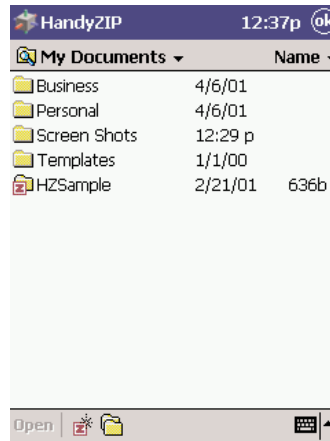 HandyZIP 12:37p ok
My Documents Name
Business 4/6/01
Personal 4/6/01
Screen Shots 12:29 p
Templates 1/1/00
HZSample 2/21/01 636b
Open